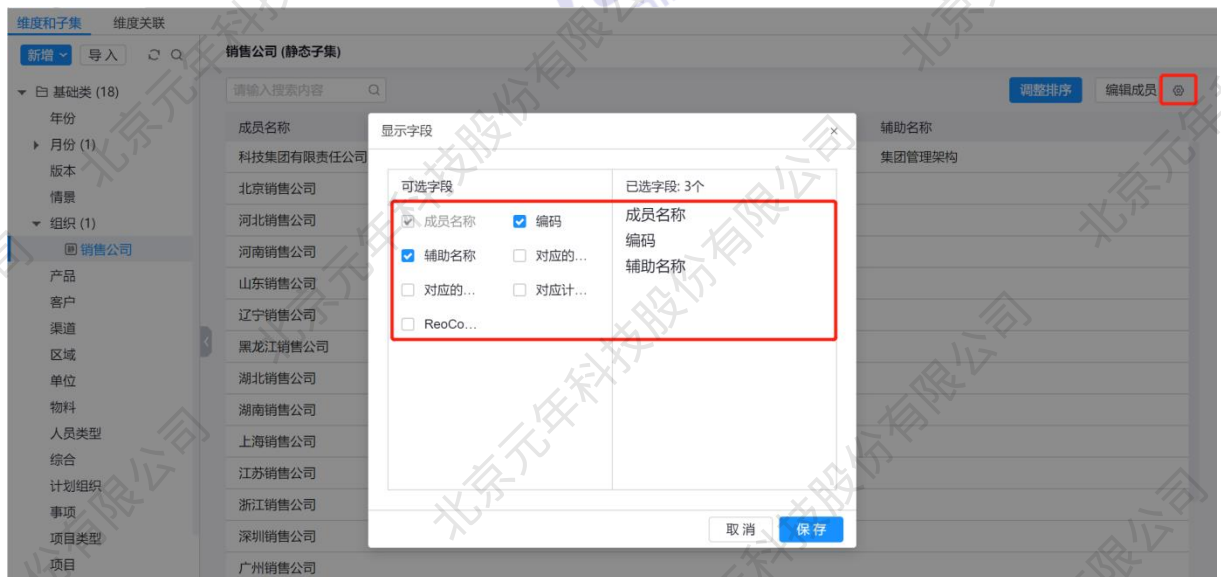 维度和子集 维度关联
新增 导入
销售公司 (静态子集)
基础类 (18)
年份
月份 (1)
版本
情景
组织 (1)
销售公司
产品
客户
渠道
区域
单位
物料
人员类型
综合
计划组织
事项
项目类型
项目
请输入搜索内容
调整排序 编辑成员
成员名称 辅助名称
科技集团有限责任公司 集团管理架构
北京销售公司
河北销售公司
河南销售公司
山东销售公司
辽宁销售公司
黑龙江销售公司
湖北销售公司
湖南销售公司
上海销售公司
江苏销售公司
浙江销售公司
深圳销售公司
广州销售公司
显示字段
可选字段 已选字段: 3个
成员名称 编码
辅助名称 对应的...
对应的... 对应计...
ReoCo...
成员名称
编码
辅助名称
取消 保存
北京元年科技股份有限公司